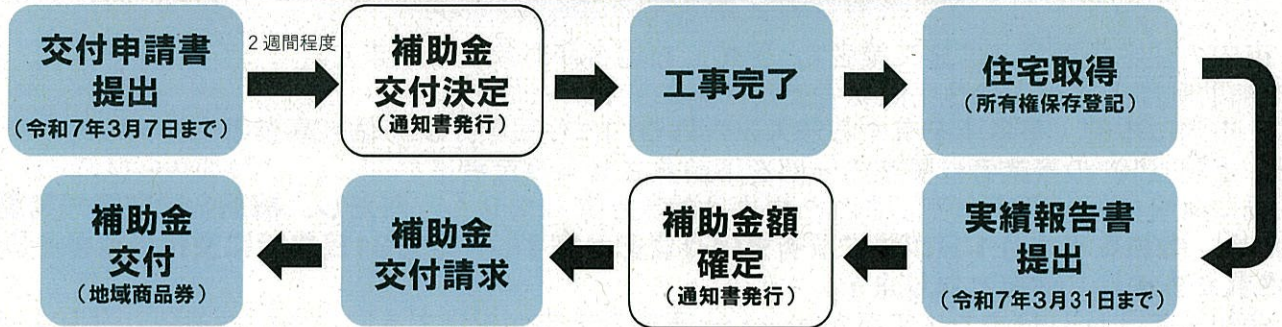 交付申請書
提出
(令和7年3月7日まで)
2週間程度
補助金
交付決定
(通知書発行)
工事完了
住宅取得
(所有権保存登記)
実績報告書
提出
(令和7年3月31日まで)
補助金額
確定
(通知書発行)
補助金
交付請求
補助金
交付
(地域商品券)